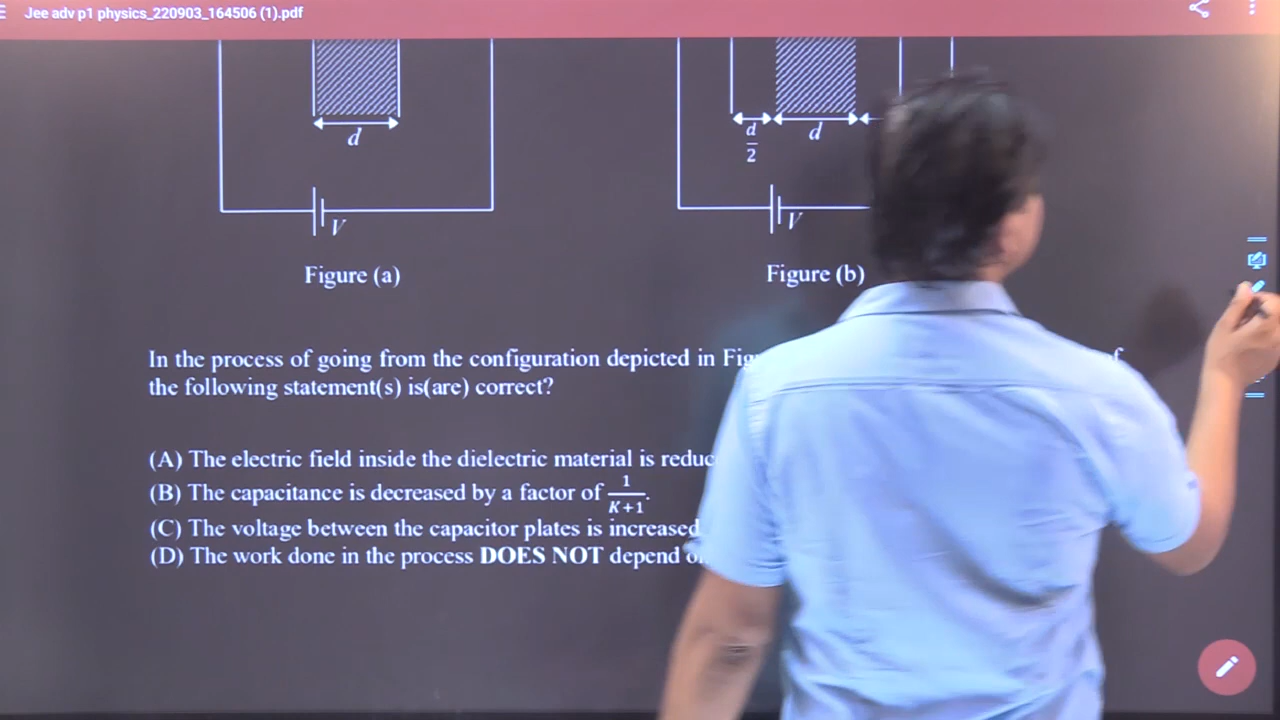 Jee adv p1 physics_220903_164506 (1).pdf
d
d/2
d
V
V
Figure (a)
Figure (b)
In the process of going from the configuration depicted in of
the following statement(s) is(are) correct?
(A) The electric field inside the dielectric material is
(B) The capacitance is decreased by a factor of 1/K+1.
(C) The voltage between the capacitor plates is increased
(D) The work done in the process DOES NOT depend